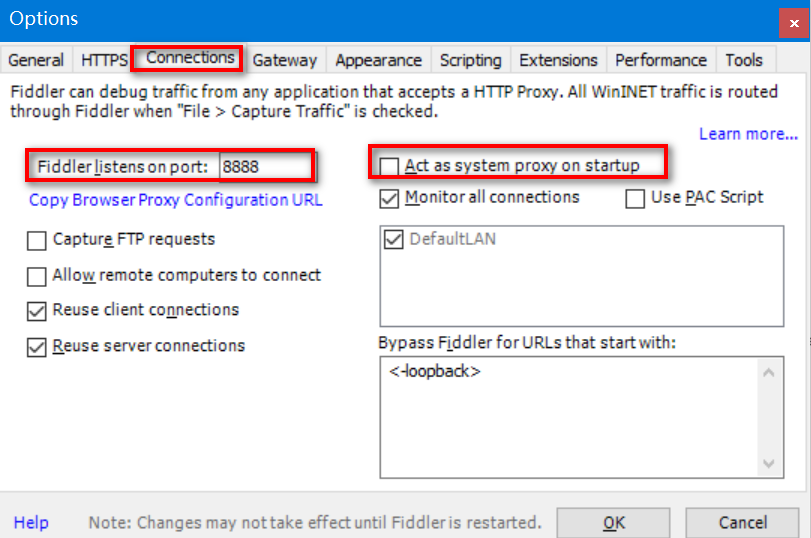 Options
General HTTPS Connections Gateway Appearance Scripting Extensions Performance Tools
Fiddler can debug traffic from any application that accepts a HTTP Proxy. All WinINET traffic is routed
through Fiddler when "File > Capture Traffic" is checked.
Learn more...
Fiddler listens on port: 8888
Act as system proxy on startup
Copy Browser Proxy Configuration URL
Monitor all connections
Use PAC Script
Capture FTP requests
DefaultLAN
Allow remote computers to connect
Reuse client connections
Reuse server connections
Bypass Fiddler for URLs that start with:
<-loopback>
Help
Note: Changes may not take effect until Fiddler is restarted.
OK
Cancel